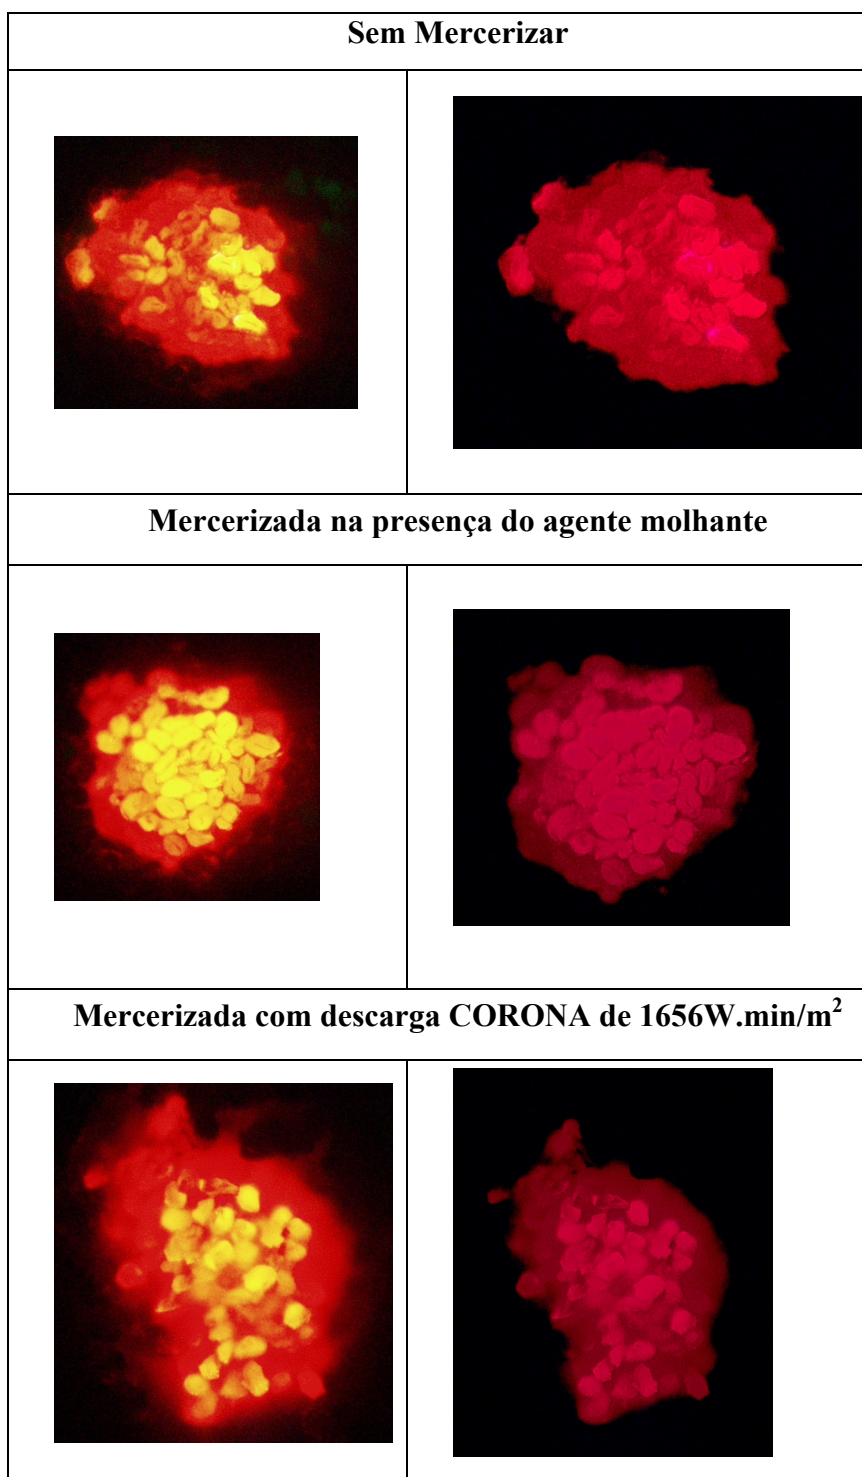 Sem Mercerizar
Mercerizada na presença do agente molhante
Mercerizada com descarga CORONA de 1656W.min/m²